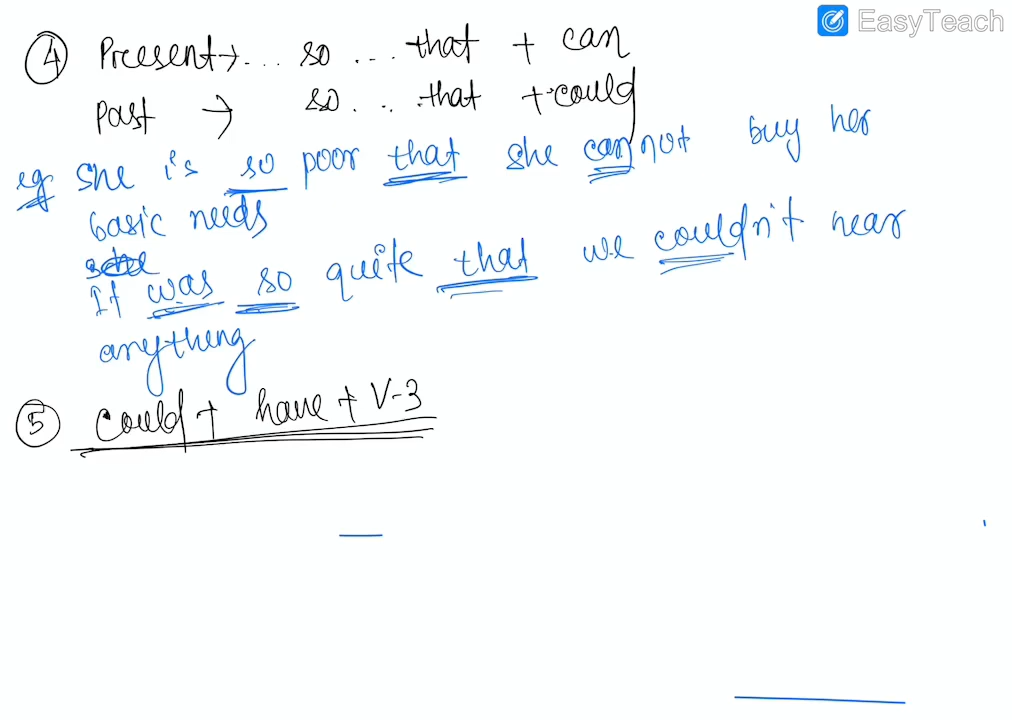 EasyTeach
④ Present → ... so ... that + can
Past → so ... that + could
eg She is so poor that she cannot buy her
basic needs
It was so quite that we couldn't hear
anything
⑤ Could + have + V-3